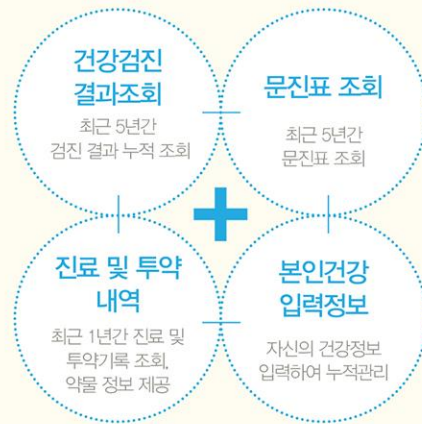 건강검진
결과조회
최근 5년간
검진 결과 누적 조회
문진표 조회
최근 5년간
문진표 조회
진료 및 투약
내역
최근 1년간 진료 및
투약기록 조회,
약물 정보 제공
본인건강
입력정보
자신의 건강정보
입력하여 누적관리